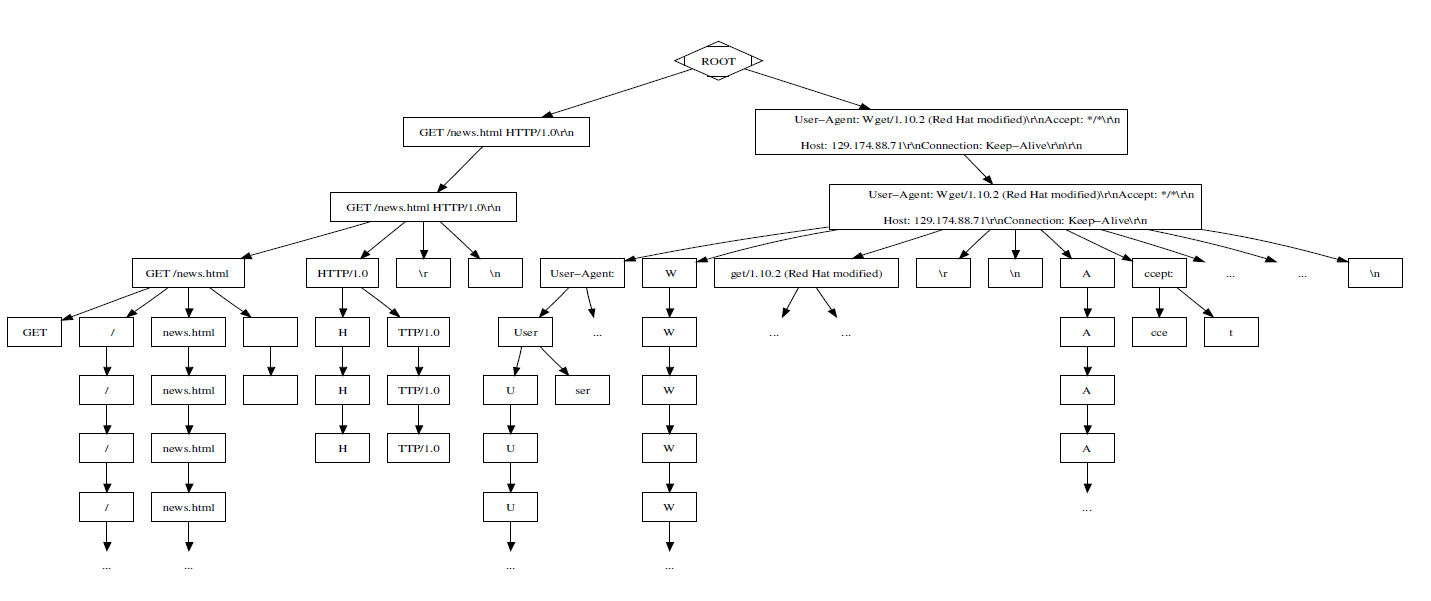 ROOT
GET /news.html HTTP/1.0\r\n
User–Agent: Wget/1.10.2 (Red Hat modified)\r\nAccept: */*\r\n
Host: 129.174.88.71\r\nConnection: Keep–Alive\r\n\r\n
GET /news.html HTTP/1.0\r\n
User–Agent: Wget/1.10.2 (Red Hat modified)\r\nAccept: */*\r\n
Host: 129.174.88.71\r\nConnection: Keep–Alive\r\n
GET /news.html
HTTP/1.0
\r
\n
User–Agent:
W
get/1.10.2 (Red Hat modified)
\r
\n
A
ccept:
...
...
\n
GET
/
news.html
H
TTP/1.0
User
...
W
...
...
A
cce
t
/
news.html
H
TTP/1.0
U
ser
W
A
/
news.html
H
TTP/1.0
U
W
A
/
news.html
U
W
...
...
...
...
...